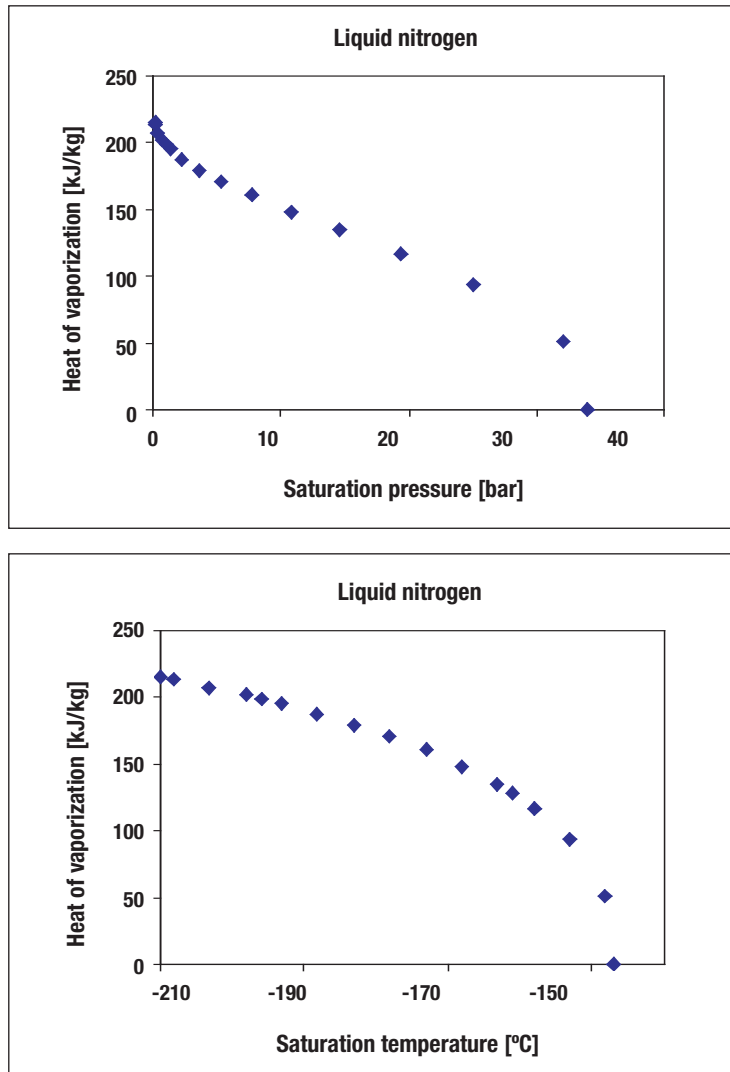 Liquid nitrogen
Heat of vaporization [kJ/kg]
250
200
150
100
50
0
0 10 20 30 40
Saturation pressure [bar]
Liquid nitrogen
Heat of vaporization [kJ/kg]
250
200
150
100
50
0
-210 -190 -170 -150
Saturation temperature [ºC]